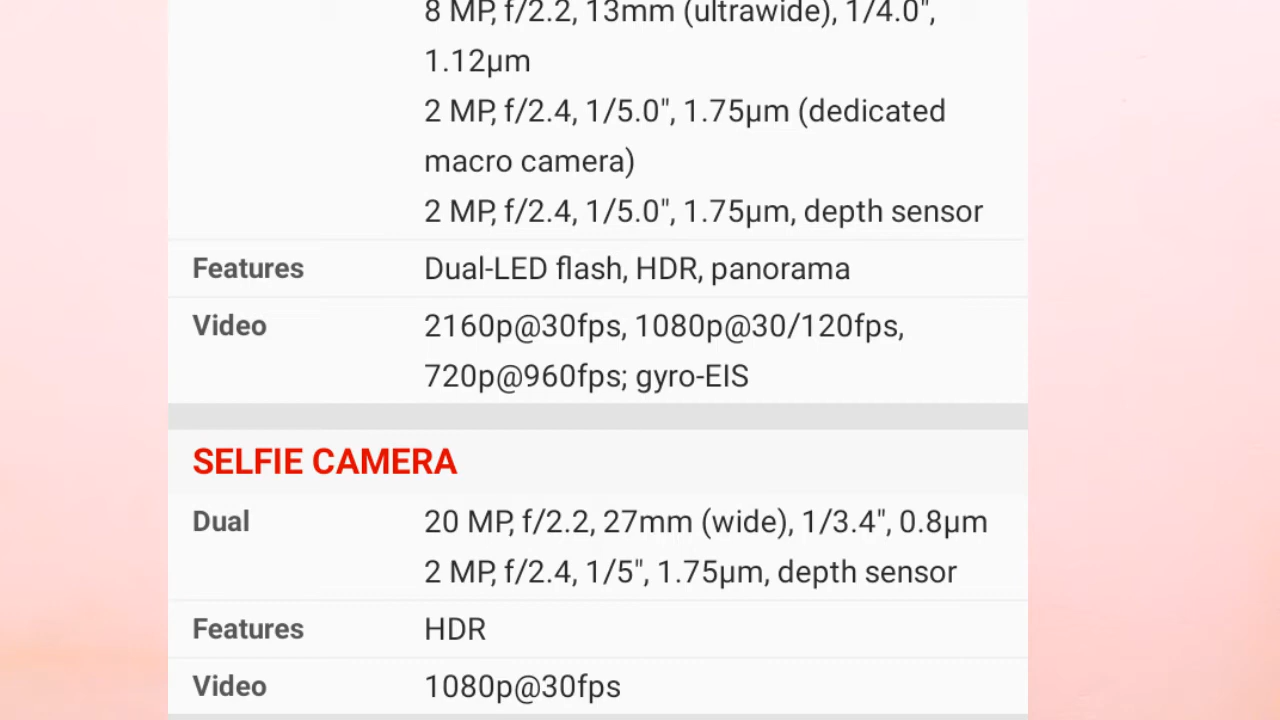 8 MP, f/2.2, 13mm (ultrawide), 1/4.0",
1.12µm
2 MP, f/2.4, 1/5.0", 1.75µm (dedicated
macro camera)
2 MP, f/2.4, 1/5.0", 1.75µm, depth sensor
Features Dual-LED flash, HDR, panorama
Video 2160p@30fps, 1080p@30/120fps,
720p@960fps; gyro-EIS
SELFIE CAMERA
Dual 20 MP, f/2.2, 27mm (wide), 1/3.4", 0.8µm
2 MP, f/2.4, 1/5", 1.75µm, depth sensor
Features HDR
Video 1080p@30fps